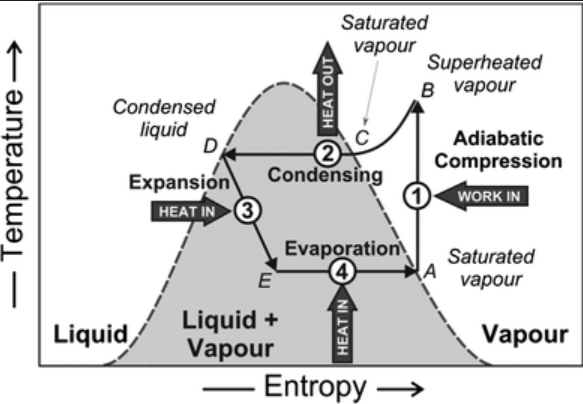 Saturated
vapour
Superheated
vapour
B
HEAT OUT
Condensed
liquid
C
D
2
Condensing
Adiabatic
Compression
Expansion
HEAT IN
3
1
WORK IN
Evaporation
4
A
E
Saturated
vapour
HEAT IN
Liquid
Liquid +
Vapour
Vapour
Temperature
Entropy